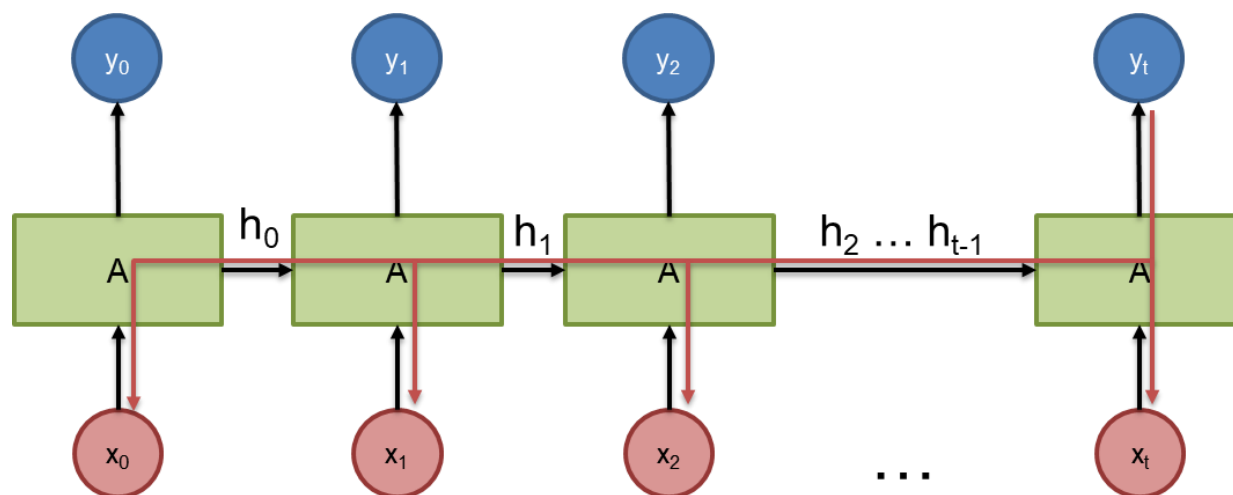 y₀ y₁ y₂ yₜ
h₀ h₁ h₂ … hₜ₋₁
A A A A
x₀ x₁ x₂ xₜ
…